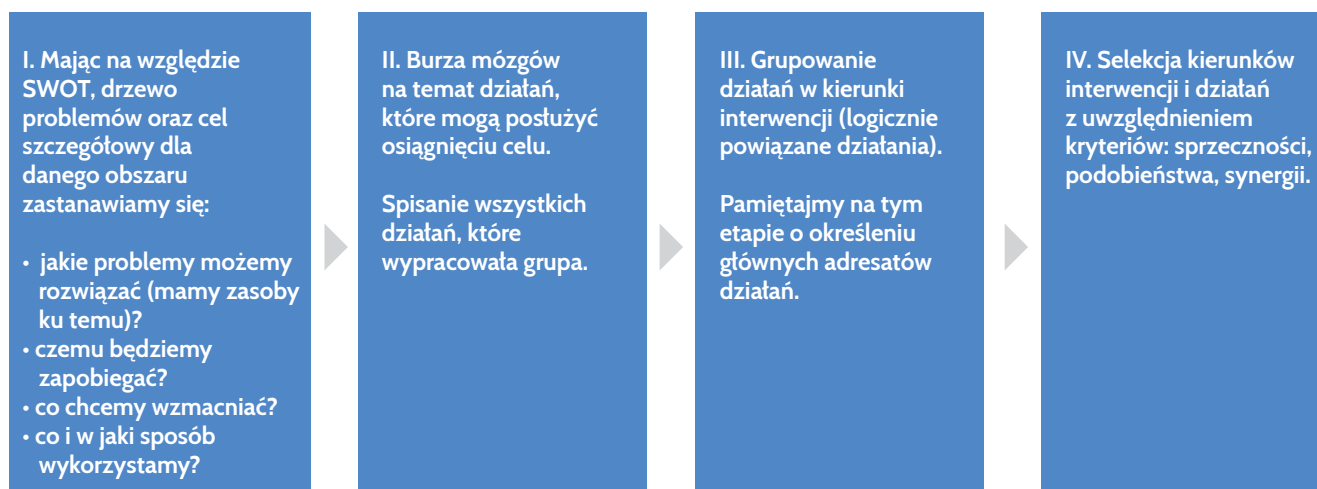 I. Mając na względzie
SWOT, drzewo
problemów oraz cel
szczegółowy dla
danego obszaru
zastanawiamy się:
• jakie problemy możemy
rozwiązać (mamy zasoby
ku temu)?
• czemu będziemy
zapobiegać?
• co chcemy wzmacniać?
• co i w jaki sposób
wykorzystamy?
II. Burza mózgów
na temat działań,
które mogą posłużyć
osiągnięciu celu.
Spisanie wszystkich
działań, które
wypracowała grupa.
III. Grupowanie
działań w kierunki
interwencji (logicznie
powiązane działania).
Pamiętajmy na tym
etapie o określeniu
głównych adresatów
działań.
IV. Selekcja kierunków
interwencji i działań
z uwzględnieniem
kryteriów: sprzeczności,
podobieństwa, synergii.